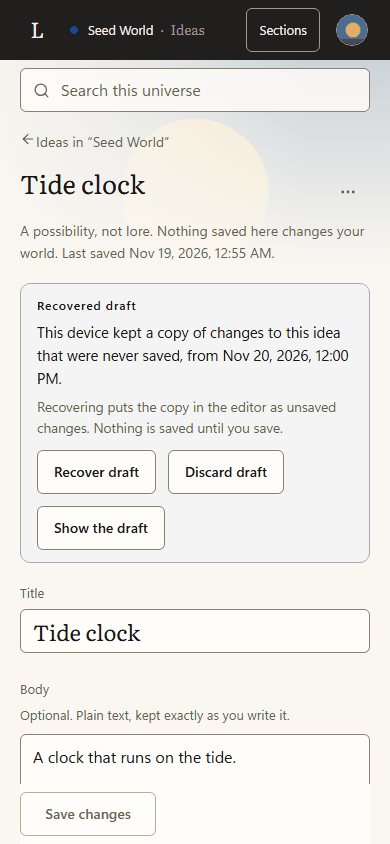 L
Seed World · Ideas
Sections
Search this universe
Ideas in “Seed World”
Tide clock
A possibility, not lore. Nothing saved here changes your
world. Last saved Nov 19, 2026, 12:55 AM.
Recovered draft
This device kept a copy of changes to this idea
that were never saved, from Nov 20, 2026, 12:00
PM.
Recovering puts the copy in the editor as unsaved
changes. Nothing is saved until you save.
Recover draft
Discard draft
Show the draft
Title
Tide clock
Body
Optional. Plain text, kept exactly as you write it.
A clock that runs on the tide.
Save changes